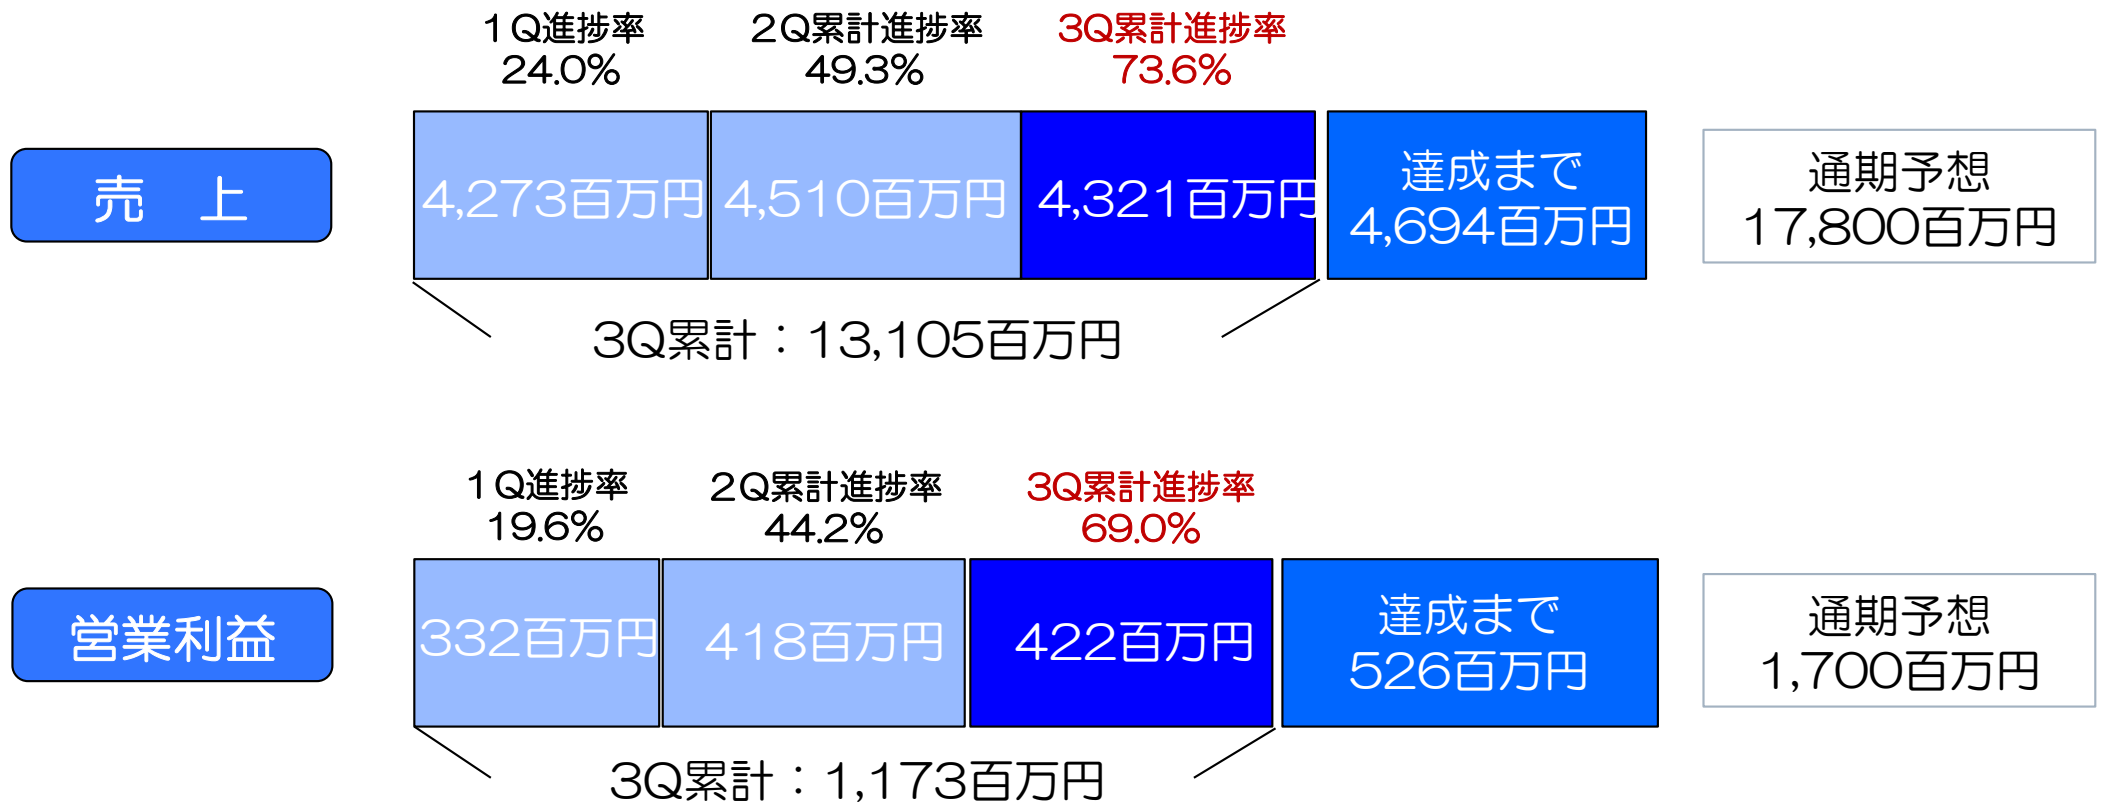 １Q進捗率
24.0%
２Q累計進捗率
49.3%
3Q累計進捗率
73.6%
売　上
4,273百万円
4,510百万円
4,321百万円
達成まで
4,694百万円
通期予想
17,800百万円
3Q累計：13,105百万円
１Q進捗率
19.6%
２Q累計進捗率
44.2%
3Q累計進捗率
69.0%
営業利益
332百万円
418百万円
422百万円
達成まで
526百万円
通期予想
1,700百万円
3Q累計：1,173百万円